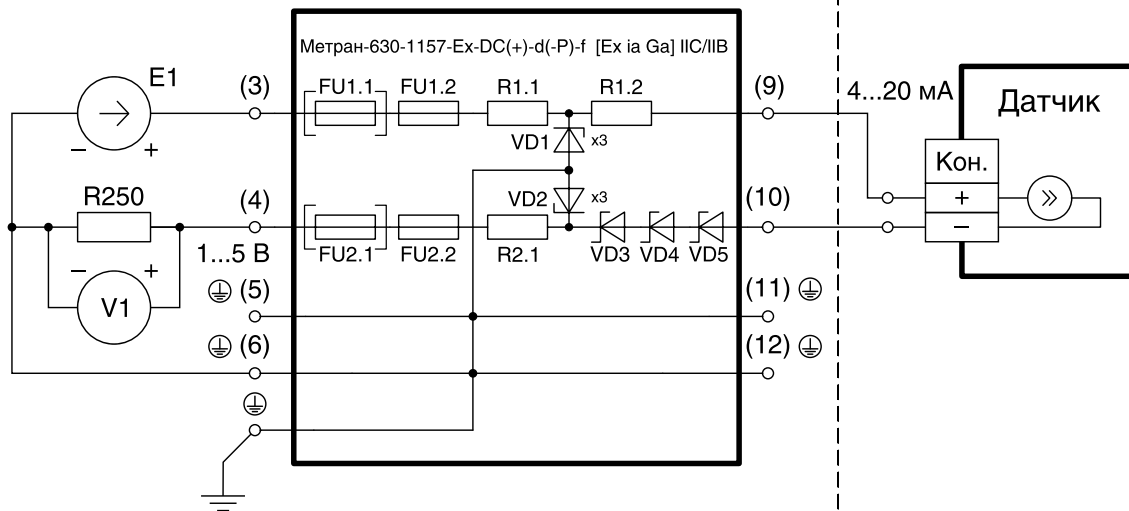 Метран-630-1157-Ex-DC(+)-d(-P)-f [Ex ia Ga] IIC/IIB
E1
(3)
FU1.1
FU1.2
R1.1
R1.2
(9)
4...20 мА
Датчик
− +
VD1 x3
Кон.
R250
(4)
VD2 x3
(10)
+
−
1...5 В
FU2.1
FU2.2
R2.1
VD3
VD4
VD5
− +
V1
(5)
(11)
(6)
(12)